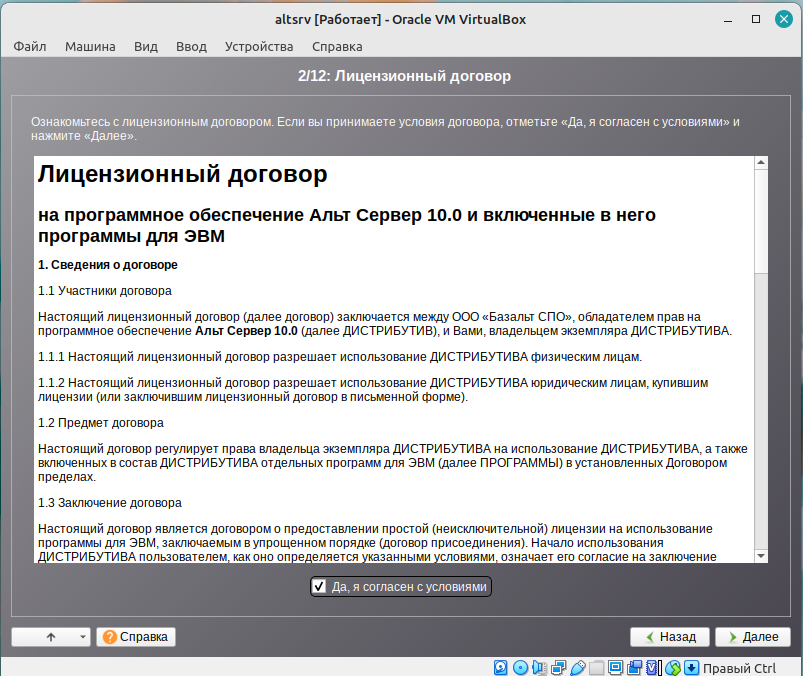 altsrv [Работает] - Oracle VM VirtualBox
Файл Машина Вид Ввод Устройства Справка
2/12: Лицензионный договор
Ознакомьтесь с лицензионным договором. Если вы принимаете условия договора, отметьте «Да, я согласен с условиями» и
нажмите «Далее».
Лицензионный договор
на программное обеспечение Альт Сервер 10.0 и включенные в него
программы для ЭВМ
1. Сведения о договоре
1.1 Участники договора
Настоящий лицензионный договор (далее договор) заключается между ООО «Базальт СПО», обладателем прав на
программное обеспечение Альт Сервер 10.0 (далее ДИСТРИБУТИВ), и Вами, владельцем экземпляра ДИСТРИБУТИВА.
1.1.1 Настоящий лицензионный договор разрешает использование ДИСТРИБУТИВА физическим лицам.
1.1.2 Настоящий лицензионный договор разрешает использование ДИСТРИБУТИВА юридическим лицам, купившим
лицензии (или заключившим лицензионный договор в письменной форме).
1.2 Предмет договора
Настоящий договор регулирует права владельца экземпляра ДИСТРИБУТИВА на использование ДИСТРИБУТИВА, а также
включенных в состав ДИСТРИБУТИВА отдельных программ для ЭВМ (далее ПРОГРАММЫ) в установленных Договором
пределах.
1.3 Заключение договора
Настоящий договор является договором о предоставлении простой (неисключительной) лицензии на использование
программы для ЭВМ, заключаемым в упрощенном порядке (договор присоединения). Начало использования
ДИСТРИБУТИВА пользователем, как оно определяется указанными условиями, означает его согласие на заключение
Да, я согласен с условиями
Справка Назад Далее
Правый Ctrl